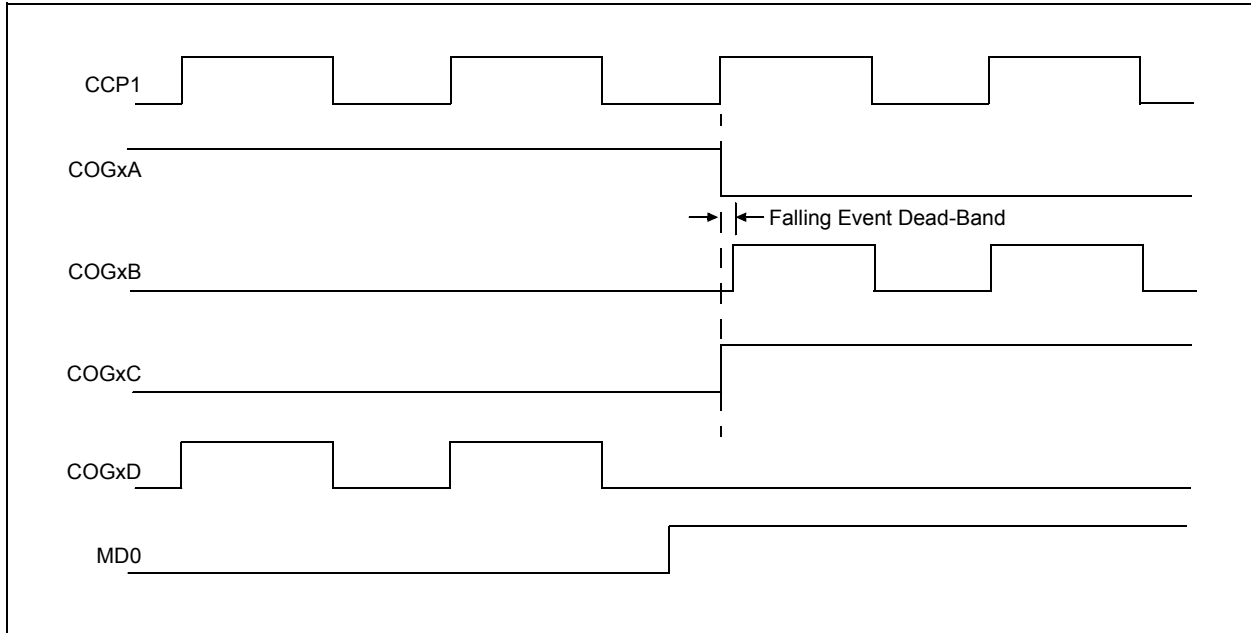 CCP1
COGxA
Falling Event Dead-Band
COGxB
COGxC
COGxD
MD0